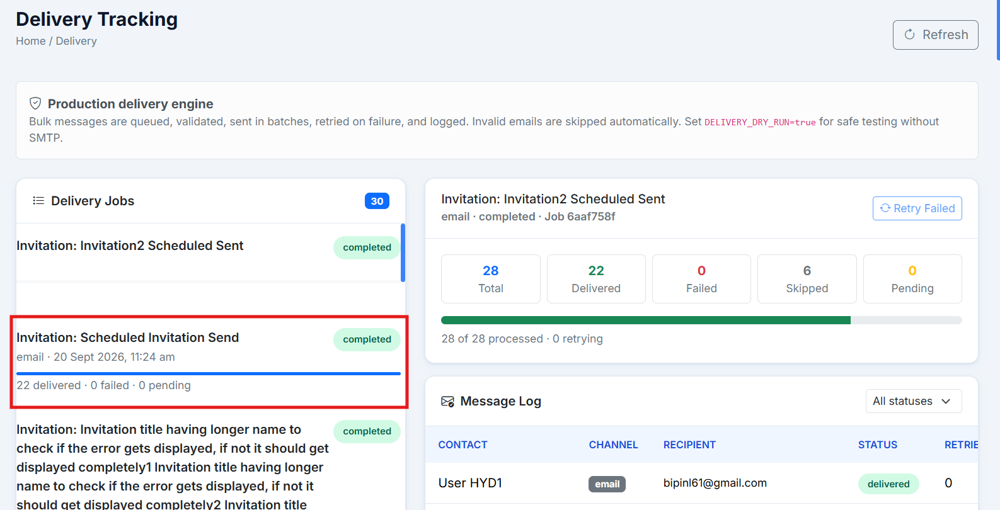 Delivery Tracking
Home / Delivery
Refresh
Production delivery engine
Bulk messages are queued, validated, sent in batches, retried on failure, and logged. Invalid emails are skipped automatically. Set DELIVERY_DRY_RUN=true for safe testing without
SMTP.
Delivery Jobs
30
Invitation: Invitation2 Scheduled Sent
completed
Invitation: Scheduled Invitation Send
completed
email · 20 Sept 2026, 11:24 am
22 delivered · 0 failed · 0 pending
Invitation: Invitation title having longer name to
completed
check if the error gets displayed, if not it should get
displayed completely1 Invitation title having longer
name to check if the error gets displayed, if not it
should get displayed completely2 Invitation title
Invitation: Invitation2 Scheduled Sent
email · completed · Job 6aaf758f
Retry Failed
28
Total
22
Delivered
0
Failed
6
Skipped
0
Pending
28 of 28 processed · 0 retrying
Message Log
All statuses
CONTACT CHANNEL RECIPIENT STATUS RETRIE
User HYD1 email bipinl61@gmail.com delivered 0